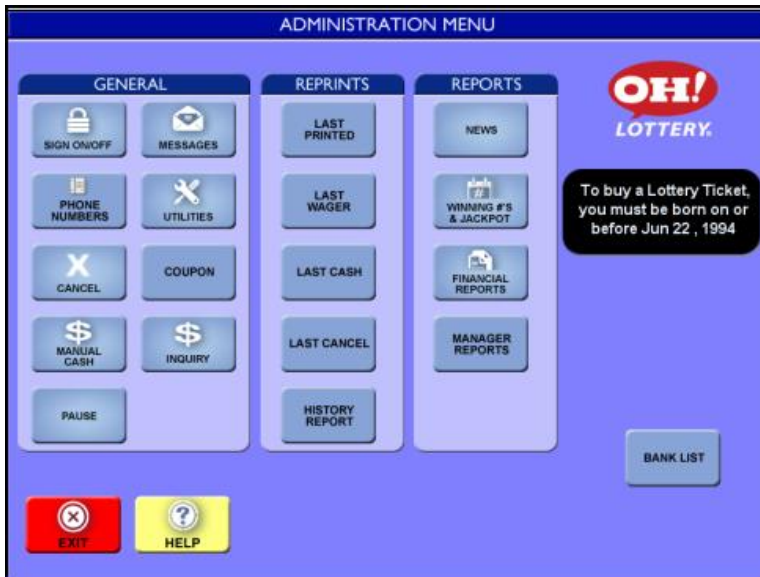 ADMINISTRATION MENU
GENERAL
SIGN ON/OFF
MESSAGES
PHONE
NUMBERS
UTILITIES
CANCEL
COUPON
MANUAL
CASH
INQUIRY
PAUSE
REPRINTS
LAST
PRINTED
LAST
WAGER
LAST CASH
LAST CANCEL
HISTORY
REPORT
REPORTS
NEWS
WINNING #'S
& JACKPOT
FINANCIAL
REPORTS
MANAGER
REPORTS
OH!
LOTTERY.
To buy a Lottery Ticket,
you must be born on or
before Jun 22 , 1994
BANK LIST
EXIT
HELP